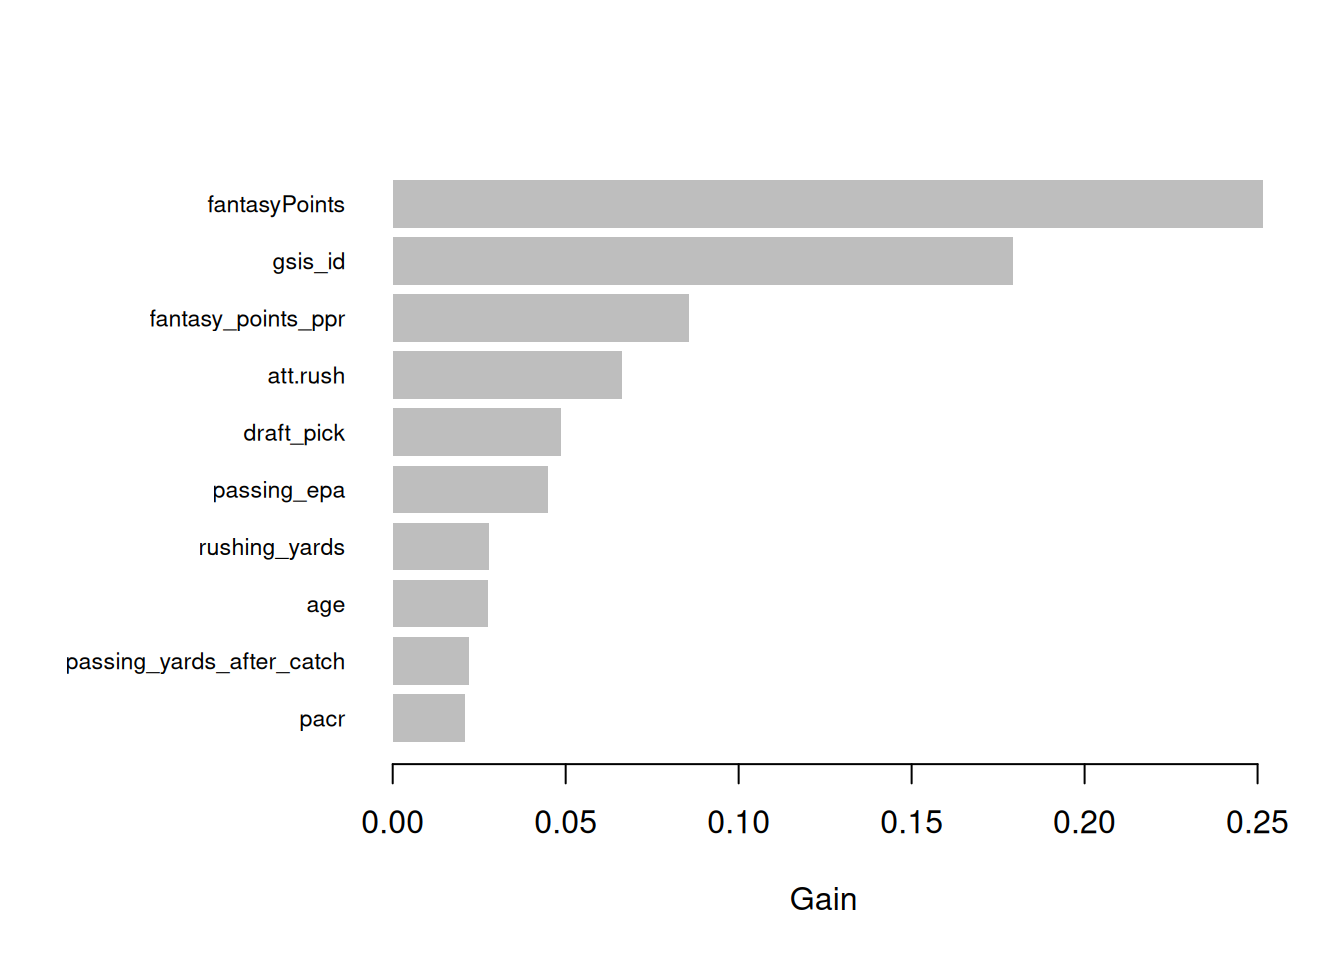 fantasyPoints
gsis_id
fantasy_points_ppr
att.rush
draft_pick
passing_epa
rushing_yards
age
passing_yards_after_catch
pacr
0.00 0.05 0.10 0.15 0.20 0.25
Gain